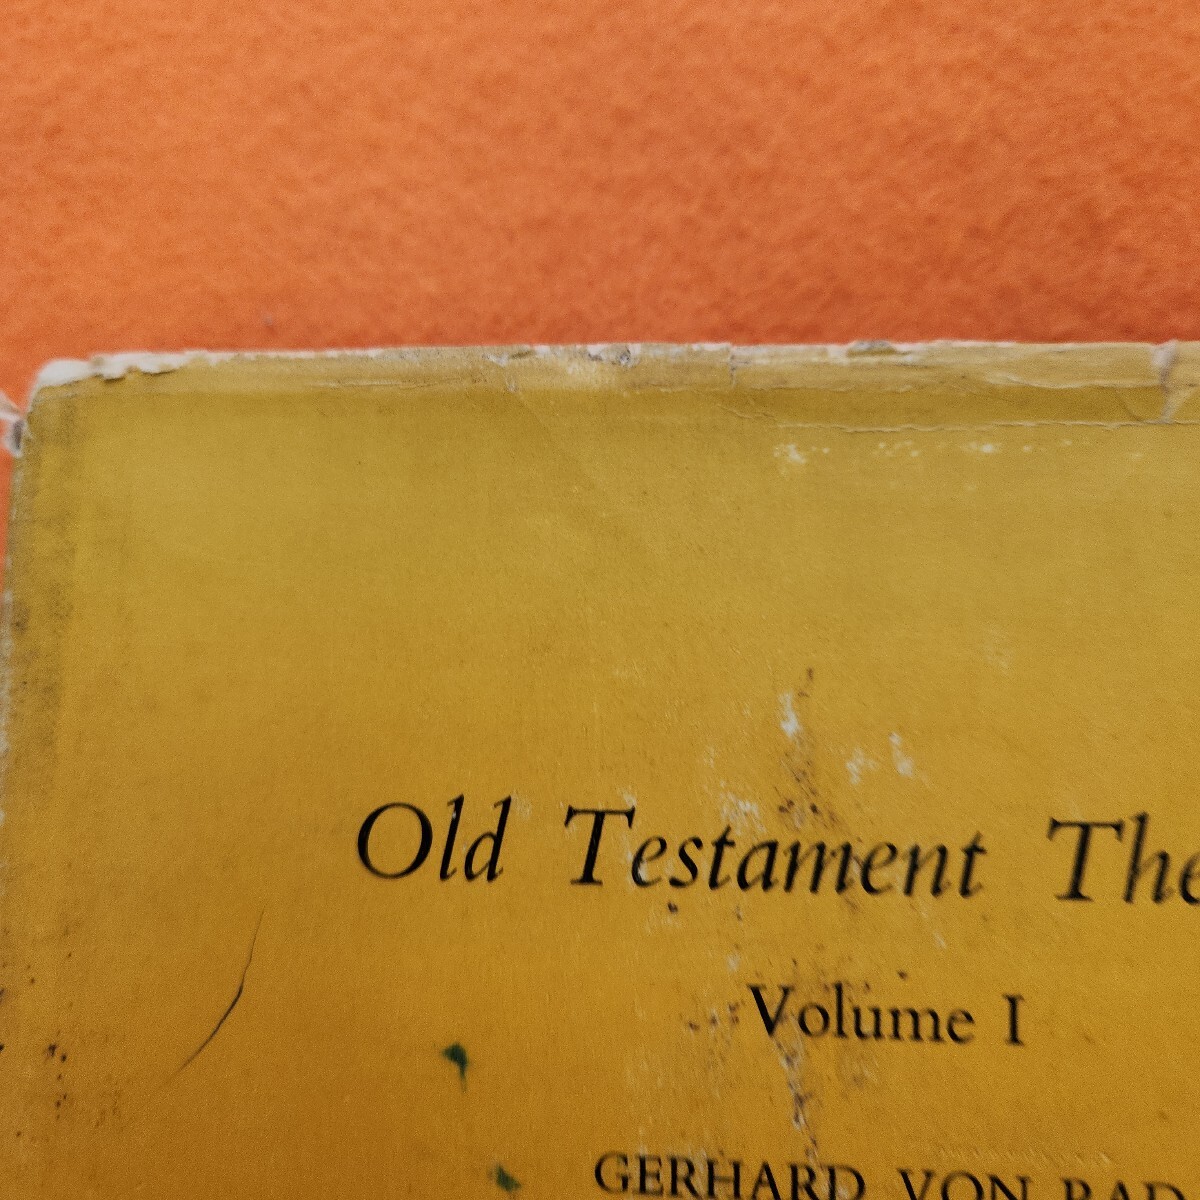 Old Testament The
Volume I
GERHARD VON RAD